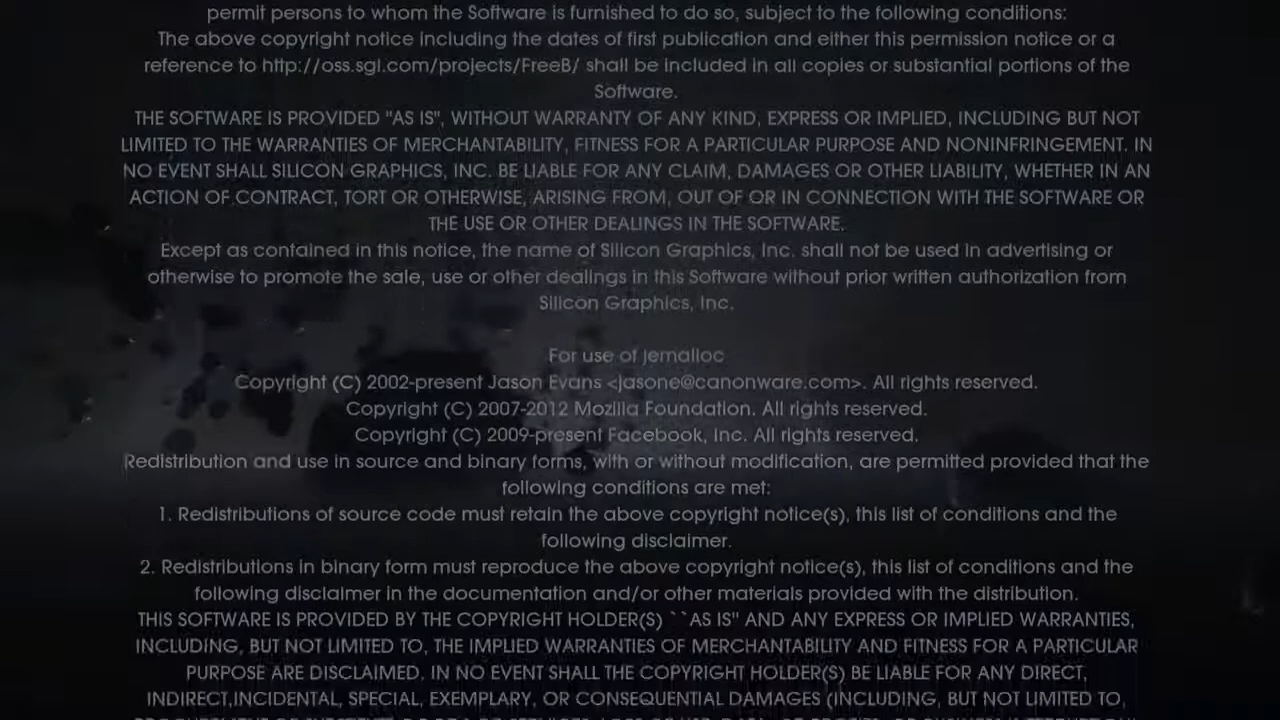 permit persons to whom the Software is furnished to do so, subject to the following conditions:
The above copyright notice including the dates of first publication and either this permission notice or a
reference to http://oss.sgi.com/projects/FreeB/ shall be included in all copies or substantial portions of the
Software.
THE SOFTWARE IS PROVIDED "AS IS", WITHOUT WARRANTY OF ANY KIND, EXPRESS OR IMPLIED, INCLUDING BUT NOT
LIMITED TO THE WARRANTIES OF MERCHANTABILITY, FITNESS FOR A PARTICULAR PURPOSE AND NONINFRINGEMENT. IN
NO EVENT SHALL SILICON GRAPHICS, INC. BE LIABLE FOR ANY CLAIM, DAMAGES OR OTHER LIABILITY, WHETHER IN AN
ACTION OF CONTRACT, TORT OR OTHERWISE, ARISING FROM, OUT OF OR IN CONNECTION WITH THE SOFTWARE OR
THE USE OR OTHER DEALINGS IN THE SOFTWARE.
Except as contained in this notice, the name of Silicon Graphics, Inc. shall not be used in advertising or
otherwise to promote the sale, use or other dealings in this Software without prior written authorization from
Silicon Graphics, Inc.
For use of jemalloc
Copyright (C) 2002-present Jason Evans <jasone@canonware.com>. All rights reserved.
Copyright (C) 2007-2012 Mozilla Foundation. All rights reserved.
Copyright (C) 2009-present Facebook, Inc. All rights reserved.
Redistribution and use in source and binary forms, with or without modification, are permitted provided that the
following conditions are met:
1. Redistributions of source code must retain the above copyright notice(s), this list of conditions and the
following disclaimer.
2. Redistributions in binary form must reproduce the above copyright notice(s), this list of conditions and the
following disclaimer in the documentation and/or other materials provided with the distribution.
THIS SOFTWARE IS PROVIDED BY THE COPYRIGHT HOLDER(S) ``AS IS" AND ANY EXPRESS OR IMPLIED WARRANTIES,
INCLUDING, BUT NOT LIMITED TO, THE IMPLIED WARRANTIES OF MERCHANTABILITY AND FITNESS FOR A PARTICULAR
PURPOSE ARE DISCLAIMED. IN NO EVENT SHALL THE COPYRIGHT HOLDER(S) BE LIABLE FOR ANY DIRECT,
INDIRECT,INCIDENTAL, SPECIAL, EXEMPLARY, OR CONSEQUENTIAL DAMAGES (INCLUDING, BUT NOT LIMITED TO,